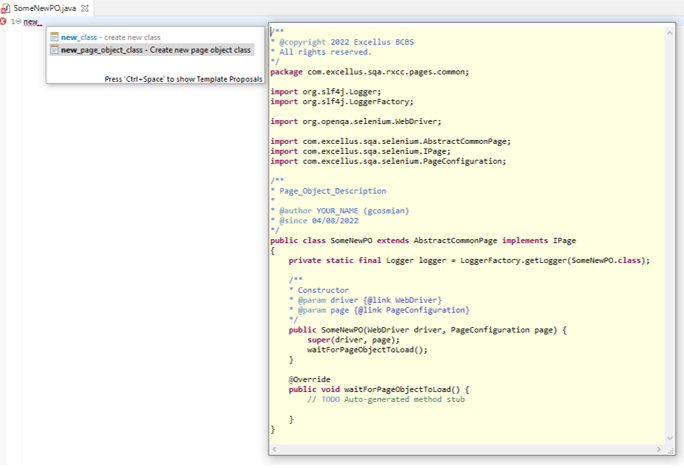 SomeNewPO.java
1 new_
new_class - create new class
new_page_object_class - Create new page object class
Press 'Ctrl+Space' to show Template Proposals
/**
* @copyright 2022 Excellus BCBS
* All rights reserved.
*/
package com.excellus.sqa.rxcc.pages.common;
import org.slf4j.Logger;
import org.slf4j.LoggerFactory;
import org.openqa.selenium.WebDriver;
import com.excellus.sqa.selenium.AbstractCommonPage;
import com.excellus.sqa.selenium.IPage;
import com.excellus.sqa.selenium.PageConfiguration;
/**
* Page_Object_Description
*
* @author YOUR_NAME (gcosmian)
* @since 04/08/2022
*/
public class SomeNewPO extends AbstractCommonPage implements IPage
{
private static final Logger logger = LoggerFactory.getLogger(SomeNewPO.class);
/**
* Constructor
* @param driver {@link WebDriver}
* @param page {@link PageConfiguration}
*/
public SomeNewPO(WebDriver driver, PageConfiguration page) {
super(driver, page);
waitForPageObjectToLoad();
}
@Override
public void waitForPageObjectToLoad() {
// TODO Auto-generated method stub
}
}